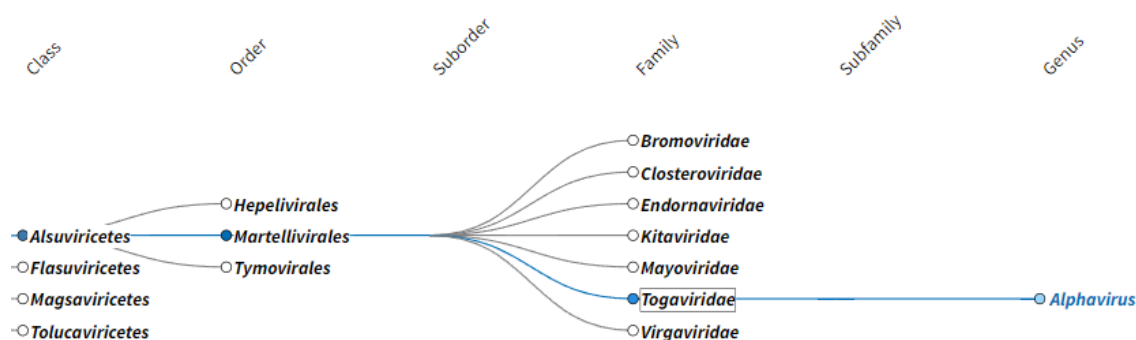 Class
Order
Suborder
Family
Subfamily
Genus
Bromoviridae
Closteroviridae
Hepelivirales
Endornaviridae
Alsuviricetes
Martellivirales
Kitaviridae
Flasuviricetes
Tymovirales
Mayoviridae
Magsaviricetes
Togaviridae
Alphavirus
Tolucaviricetes
Virgaviridae